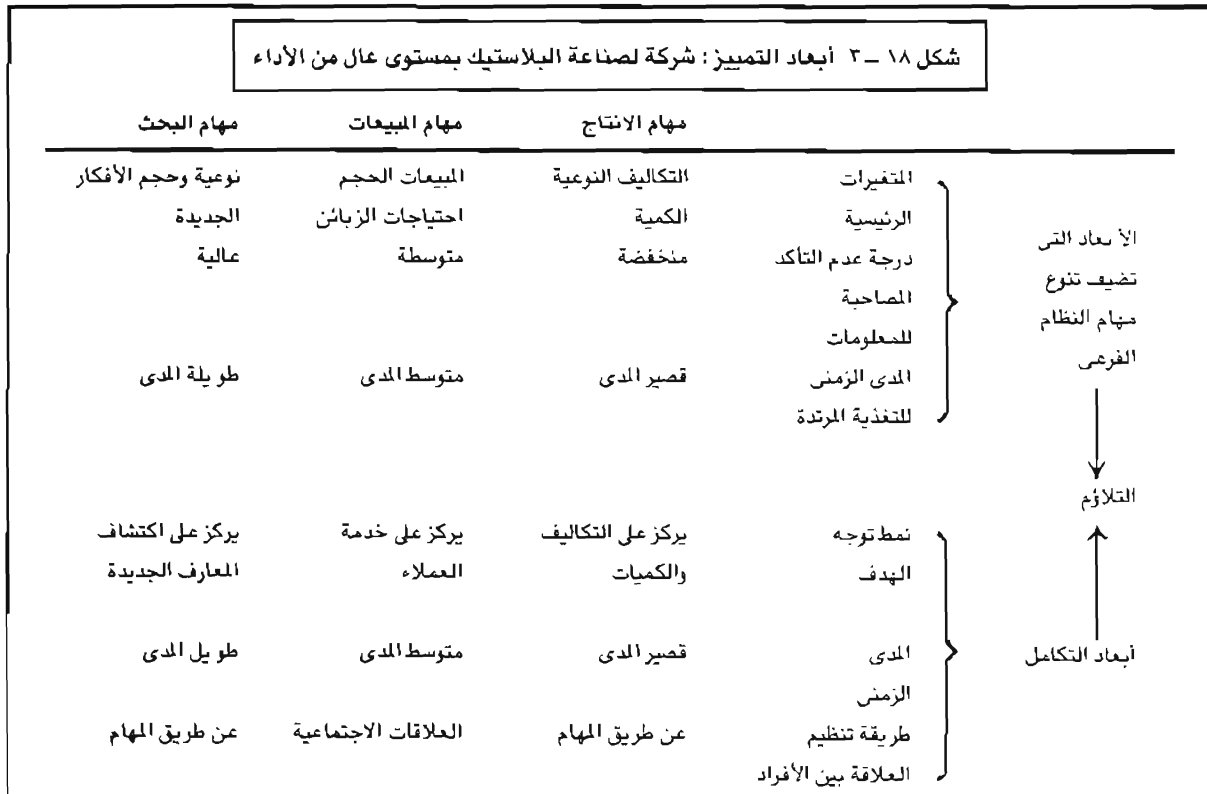 شكل ١٨ – ٣ أبعاد التمييز : شركة لصناعة البلاستيك بمستوى عال من الأداء
مهام الانتاج مهام المبيعات مهام البحث
المتغيرات التكاليف النوعية المبيعات الحجم نوعية وحجم الأفكار
الرئيسية الكمية احتياجات الزبائن الجديدة
الأبعاد التى درجة عدم التأكد منخفضة متوسطة عالية
تضيف تنوع المصاحبة
مهام النظام للمعلومات
الفرعى المدى الزمنى قصير المدى متوسط المدى طويلة المدى
للتغذية المرتدة
التلاؤم
نمط توجه يركز على التكاليف يركز على خدمة يركز على اكتشاف
الهدف والكميات العملاء المعارف الجديدة
أبعاد التكامل المدى قصير المدى متوسط المدى طويل المدى
الزمنى
طريقة تنظيم عن طريق المهام العلاقات الاجتماعية عن طريق المهام
العلاقة بين الأفراد